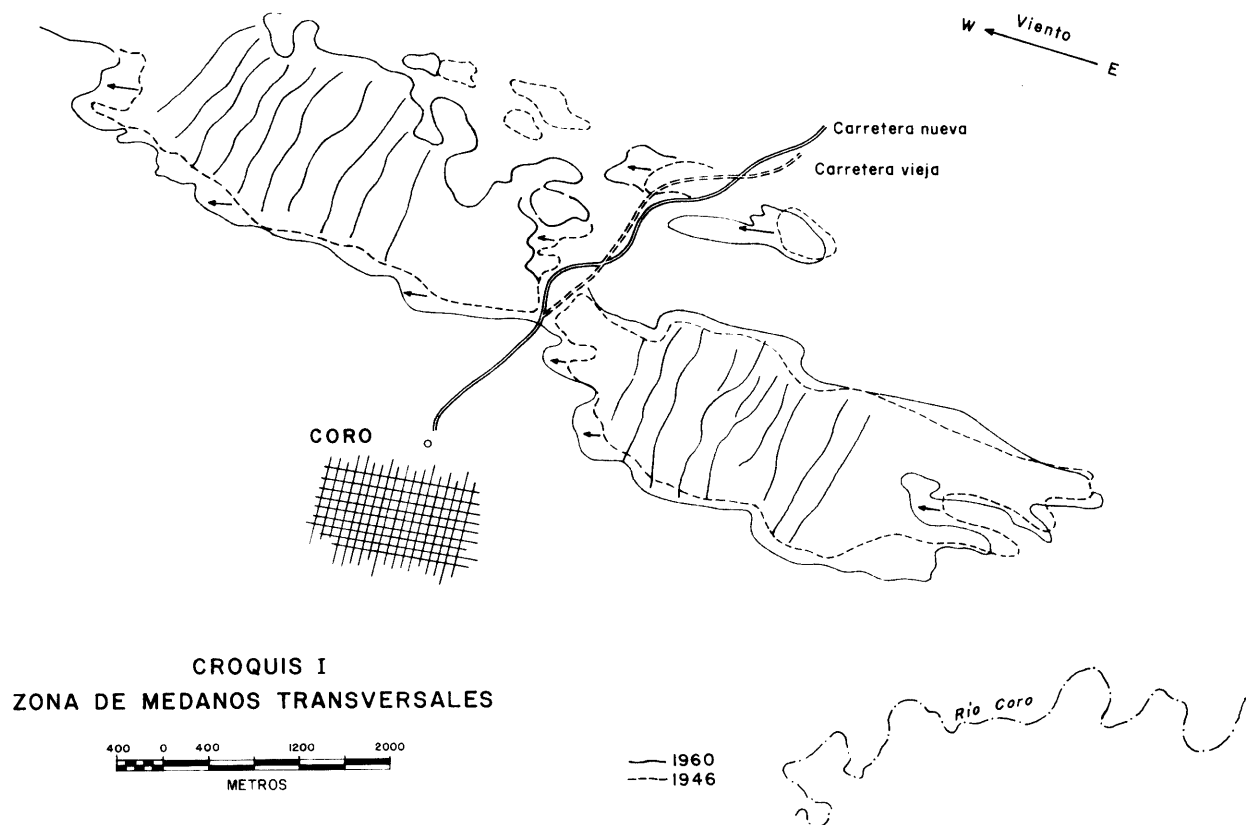 Viento
W
E
Carretera nueva
Carretera vieja
CORO
CROQUIS I
ZONA DE MEDANOS TRANSVERSALES
400 0 400 1200 2000
METROS
1960
1946
Río Coro